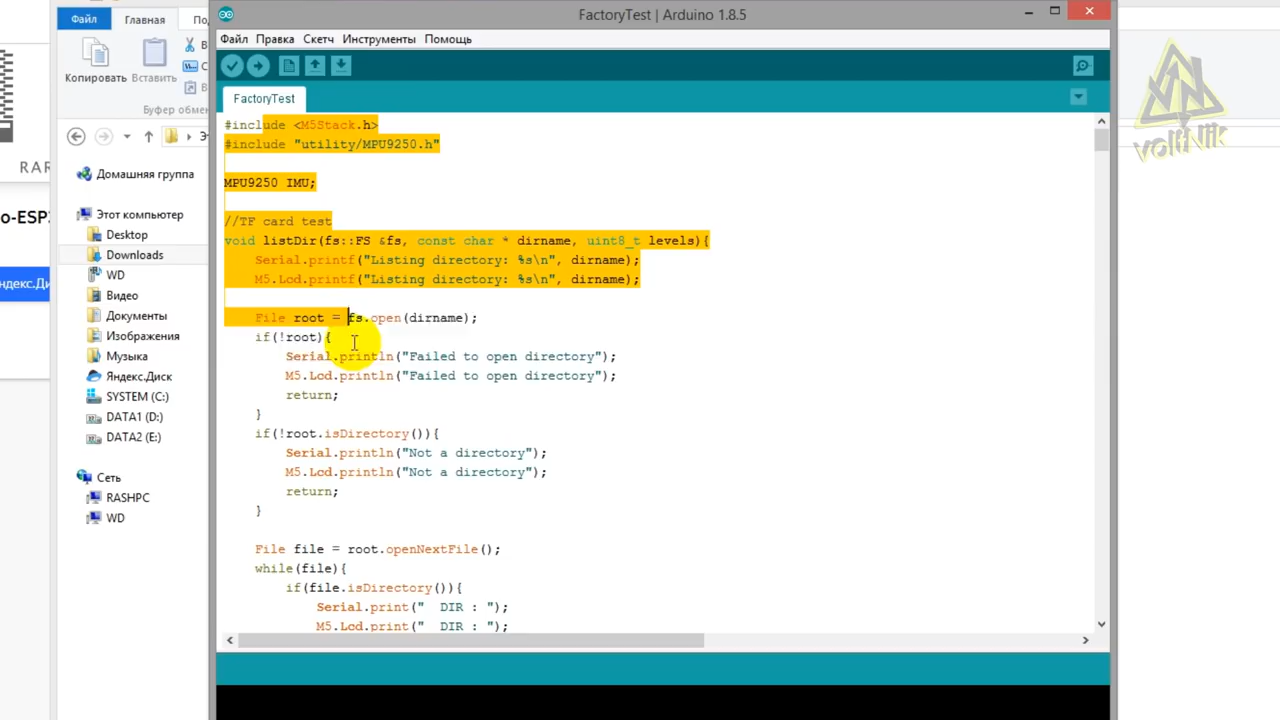 FactoryTest | Arduino 1.8.5
Файл
Главная
Файл Правка Скетч Инструменты Помощь
Копировать
Вставить
Буфер обмен
FactoryTest
#include <M5Stack.h>
#include "utility/MPU9250.h"
MPU9250 IMU;
//TF card test
void listDir(fs::FS &fs, const char * dirname, uint8_t levels){
Serial.printf("Listing directory: %s\n", dirname);
M5.Lcd.printf("Listing directory: %s\n", dirname);
File root = fs.open(dirname);
if(!root){
Serial.println("Failed to open directory");
M5.Lcd.println("Failed to open directory");
return;
}
if(!root.isDirectory()){
Serial.println("Not a directory");
M5.Lcd.println("Not a directory");
return;
}
File file = root.openNextFile();
while(file){
if(file.isDirectory()){
Serial.print("  DIR : ");
M5.Lcd.print("  DIR : ");
Домашняя группа
Этот компьютер
Desktop
Downloads
WD
Видео
Документы
Изображения
Музыка
Яндекс.Диск
SYSTEM (C:)
DATA1 (D:)
DATA2 (E:)
Сеть
RASHPC
WD
RAR
o-ESP3
ндекс.Дис
voltNik